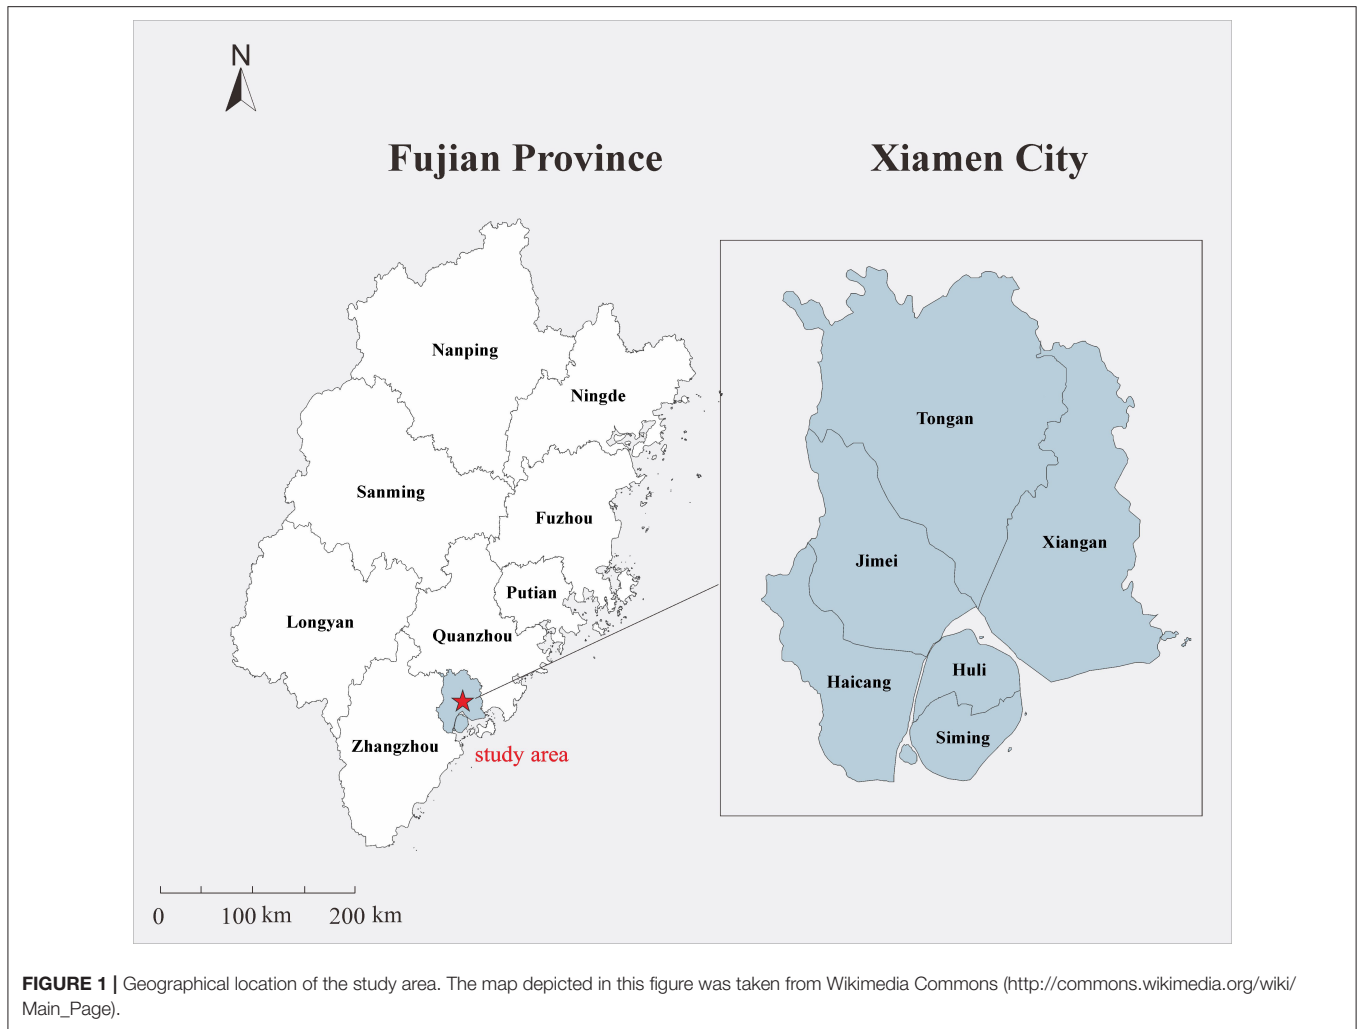 N
Fujian Province
Xiamen City
Nanping
Ningde
Tongan
Sanming
Fuzhou
Xiangan
Jimei
Putian
Longyan
Quanzhou
Huli
Haicang
Siming
Zhangzhou
study area
0 100 km 200 km
FIGURE 1 | Geographical location of the study area. The map depicted in this figure was taken from Wikimedia Commons (http://commons.wikimedia.org/wiki/
Main_Page).